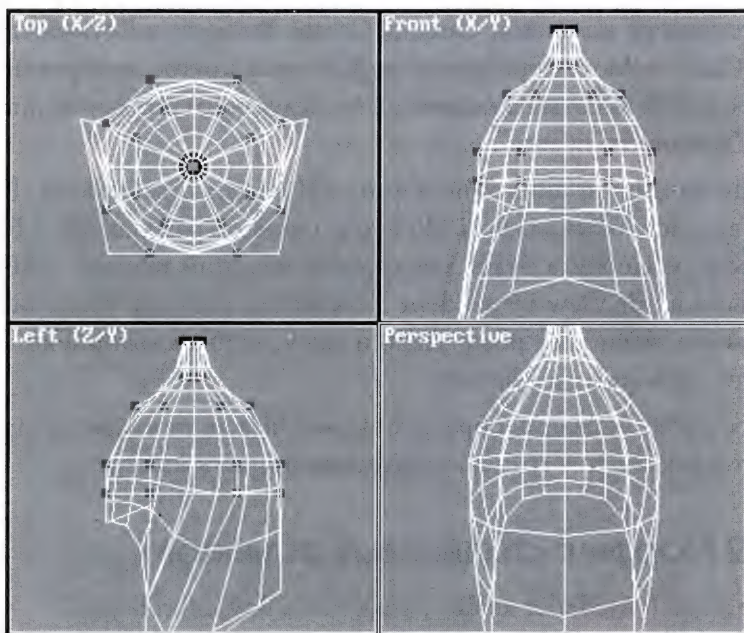 Top (X/Z)
Front (X/Y)
Left (Z/Y)
Perspective